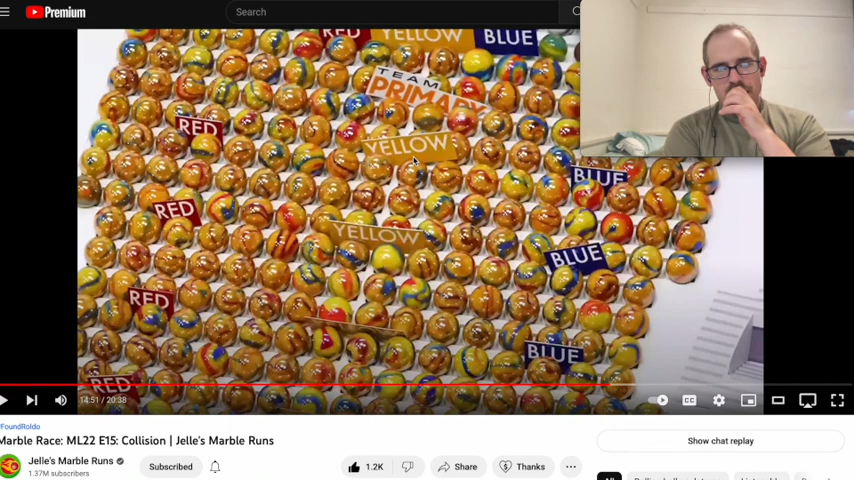 Premium
Search
RED YELLOW BLUE
TEAM
PRIMARY
YELLOW
RED
BLUE
RED
YELLOW
BLUE
RED
BLUE
RED
14:51 / 20:38
CC
FoundRoldo
Marble Race: ML22 E15: Collision | Jelle's Marble Runs
Show chat replay
Jelle's Marble Runs
1.37M subscribers
Subscribed
1.2K
Share
Thanks
All